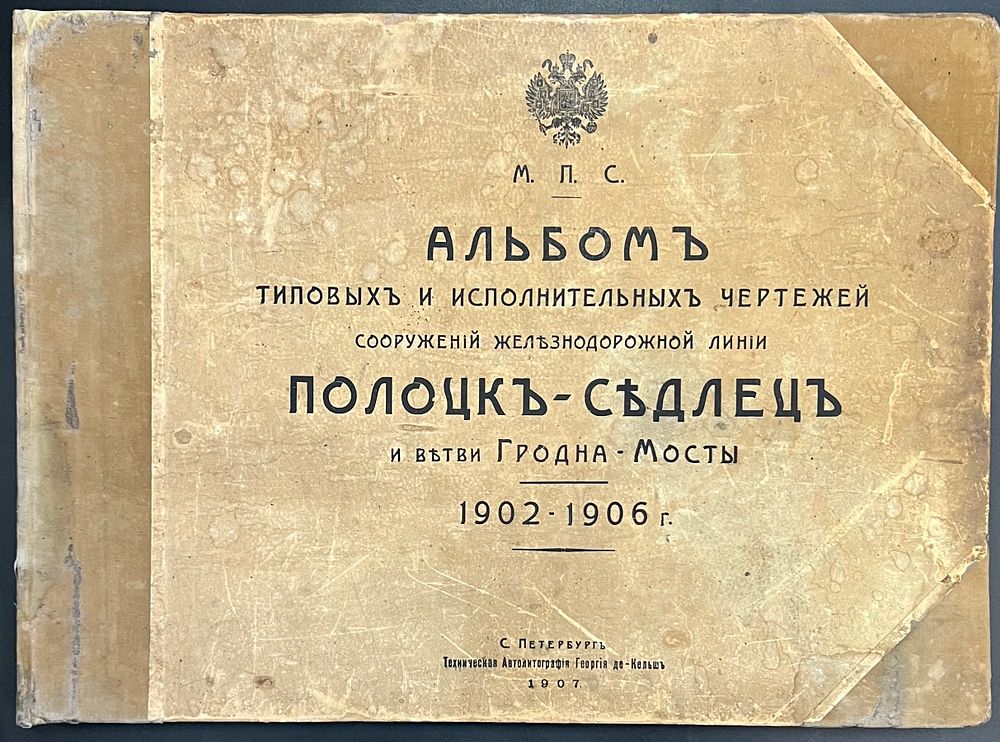 М. П. С.
АЛЬБОМЪ
ТИПОВЫХЪ И ИСПОЛНИТЕЛЬНЫХЪ ЧЕРТЕЖЕЙ
СООРУЖЕНІЙ ЖЕЛѢЗНОДОРОЖНОЙ ЛИНІИ
ПОЛОЦКЪ-СѢДЛЕЦЪ
И ВѢТВИ ГРОДНА-МОСТЫ
1902-1906 г.
С. ПЕТЕРБУРГЪ
Техническая Автолитографія Георгія де-Кельшъ
1907.